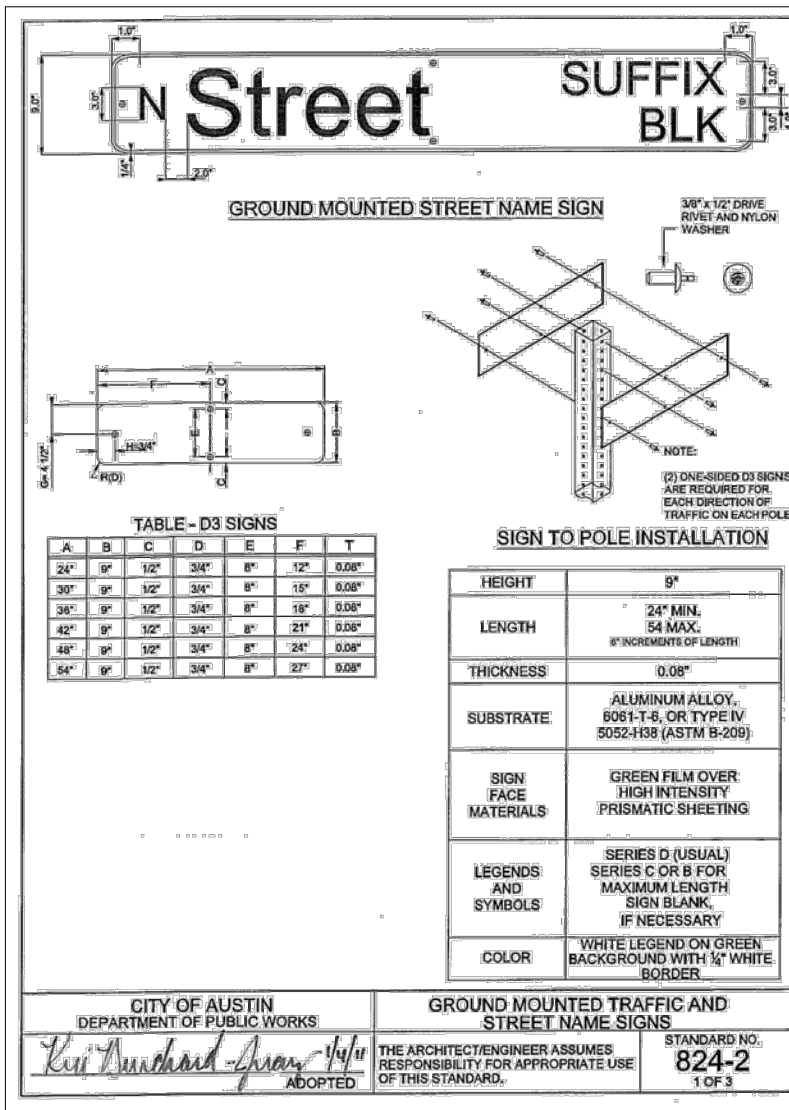 1.0"
1.0"
9.0"
3.0"
N Street
SUFFIX
BLK
3.0"
3.0"
1/4"
2.0"
GROUND MOUNTED STREET NAME SIGN
3/8" x 1/2" DRIVE
RIVET AND NYLON
WASHER
A
F
C
E
B
C
G= 4 1/2"
H=3/4"
R(D)
NOTE:
(2) ONE-SIDED D3 SIGNS
ARE REQUIRED FOR
EACH DIRECTION OF
TRAFFIC ON EACH POLE
SIGN TO POLE INSTALLATION
TABLE - D3 SIGNS
A B C D E F T
24" 9" 1/2" 3/4" 8" 12" 0.08"
30" 9" 1/2" 3/4" 8" 15" 0.08"
36" 9" 1/2" 3/4" 8" 18" 0.08"
42" 9" 1/2" 3/4" 8" 21" 0.08"
48" 9" 1/2" 3/4" 8" 24" 0.08"
54" 9" 1/2" 3/4" 8" 27" 0.08"
HEIGHT 9"
LENGTH
24" MIN.
54 MAX.
6" INCREMENTS OF LENGTH
THICKNESS 0.08"
SUBSTRATE
ALUMINUM ALLOY,
6061-T-6, OR TYPE IV
5052-H38 (ASTM B-209)
SIGN
FACE
MATERIALS
GREEN FILM OVER
HIGH INTENSITY
PRISMATIC SHEETING
LEGENDS
AND
SYMBOLS
SERIES D (USUAL)
SERIES C OR B FOR
MAXIMUM LENGTH
SIGN BLANK,
IF NECESSARY
COLOR
WHITE LEGEND ON GREEN
BACKGROUND WITH 1/4" WHITE
BORDER
CITY OF AUSTIN
DEPARTMENT OF PUBLIC WORKS
1/4/11
ADOPTED
GROUND MOUNTED TRAFFIC AND
STREET NAME SIGNS
THE ARCHITECT/ENGINEER ASSUMES
RESPONSIBILITY FOR APPROPRIATE USE
OF THIS STANDARD.
STANDARD NO.
824-2
1 OF 3